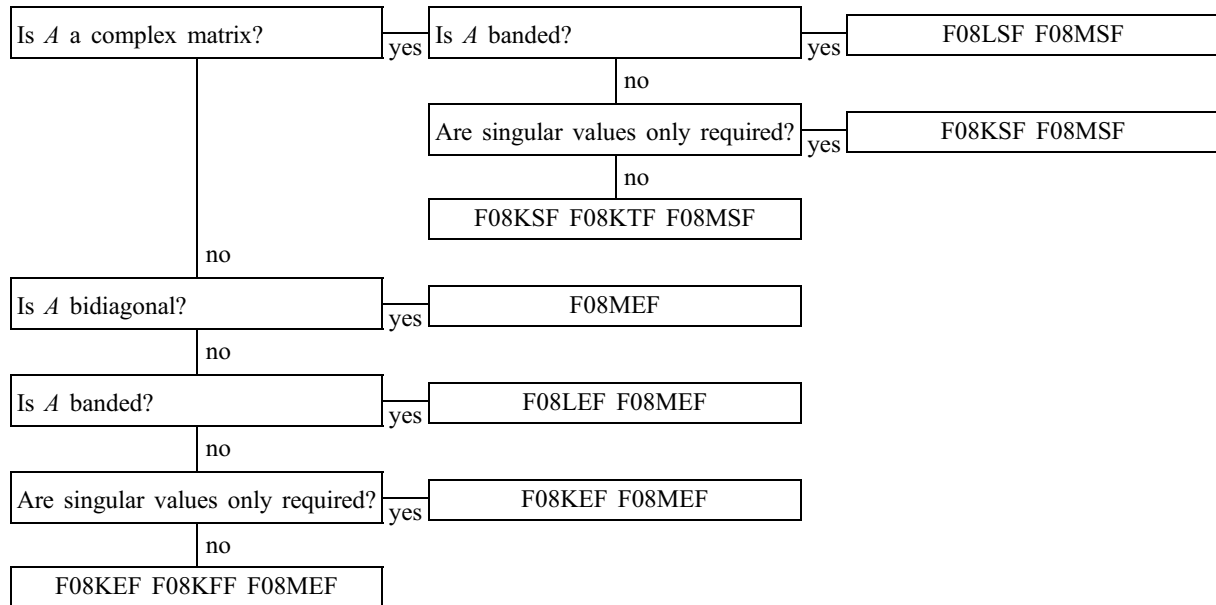 Is A a complex matrix?
yes
Is A banded?
yes
F08LSF F08MSF
no
Are singular values only required?
yes
F08KSF F08MSF
no
F08KSF F08KTF F08MSF
no
Is A bidiagonal?
yes
F08MEF
no
Is A banded?
yes
F08LEF F08MEF
no
Are singular values only required?
yes
F08KEF F08MEF
no
F08KEF F08KFF F08MEF